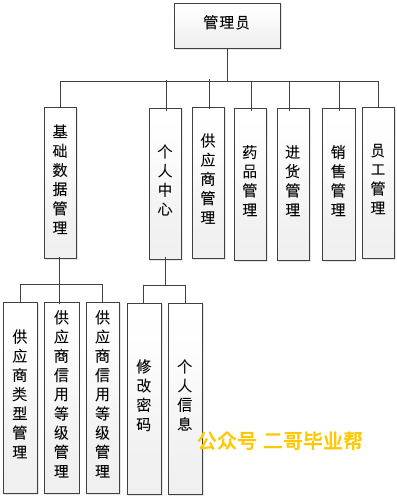 管理员
基础数据管理
个人中心
供应商管理
药品管理
进货管理
销售管理
员工管理
供应商类型管理
供应商信用等级管理
供应商信用等级管理
修改密码
个人信息
公众号 二哥毕业帮